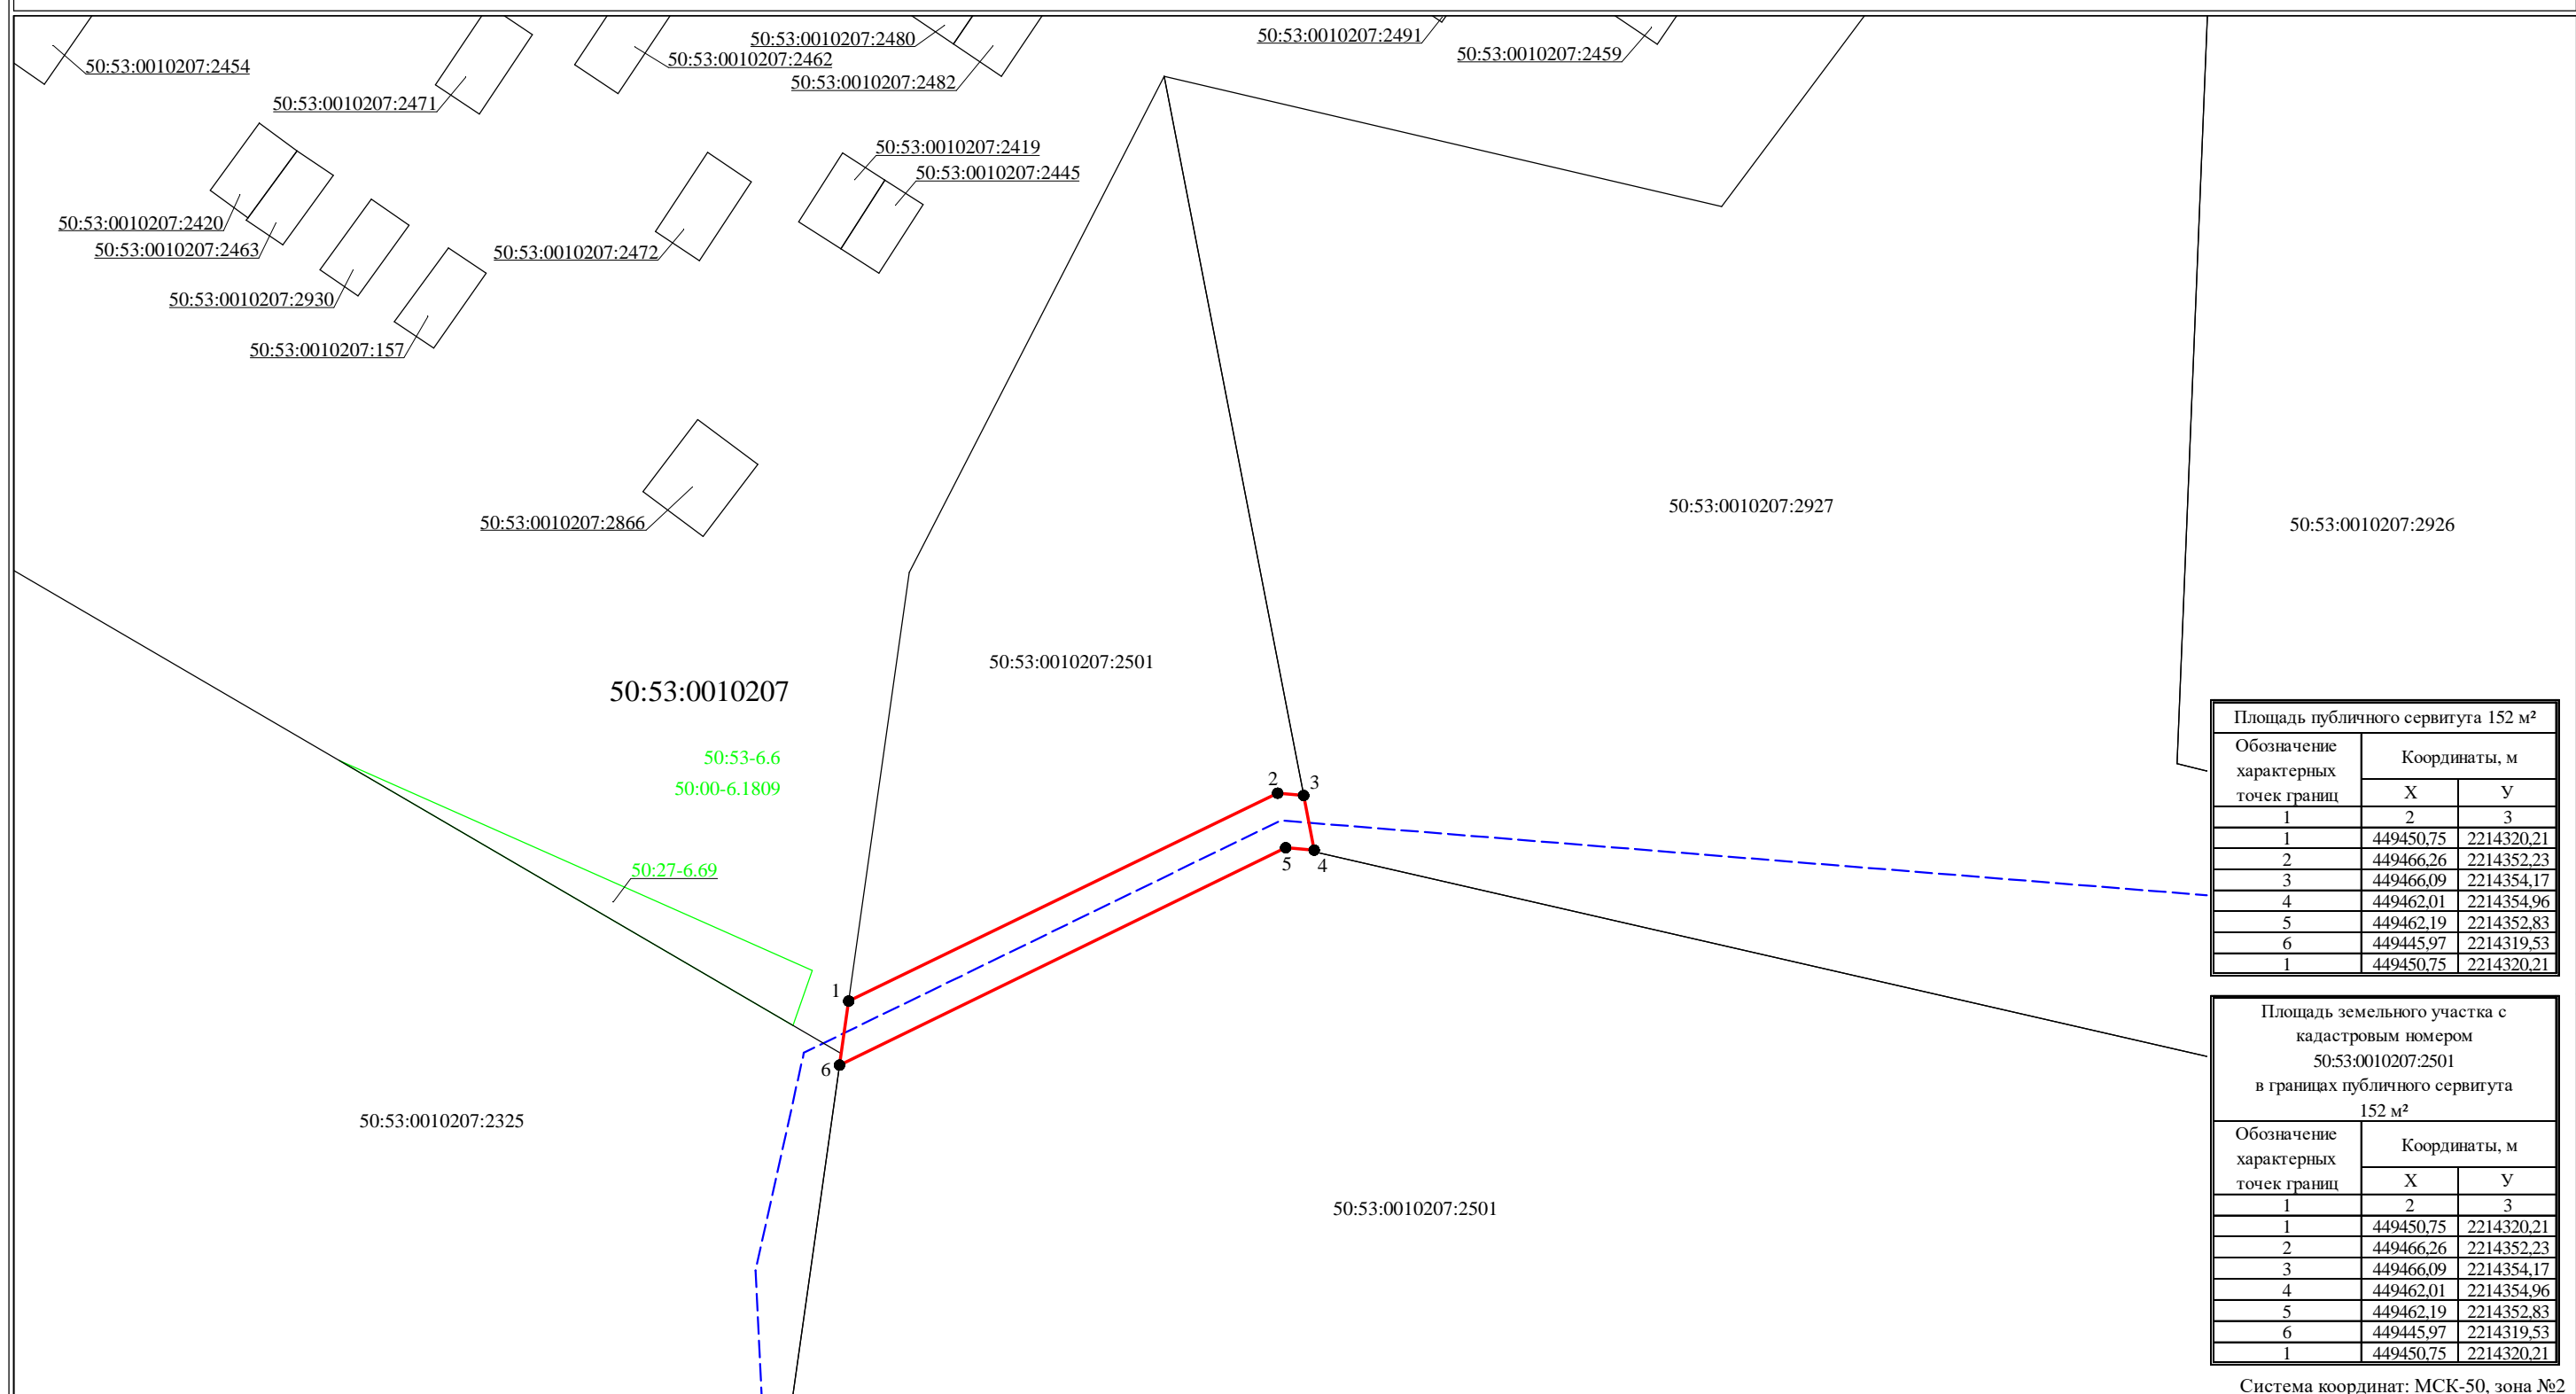 50:53:0010207:2480
50:53:0010207:2491
50:53:0010207:2459
50:53:0010207:2454
50:53:0010207:2462
50:53:0010207:2482
50:53:0010207:2471
50:53:0010207:2419
50:53:0010207:2445
50:53:0010207:2420
50:53:0010207:2463
50:53:0010207:2472
50:53:0010207:2930
50:53:0010207:157
50:53:0010207:2866
50:53:0010207:2927
50:53:0010207:2926
50:53:0010207:2501
50:53:0010207
50:53-6.6
50:00-6.1809
50:27-6.69
2
3
5
4
1
6
50:53:0010207:2325
50:53:0010207:2501
Площадь публичного сервитута 152 м²
Обозначение характерных точек границ Координаты, м
Х У
1 2 3
1 449450,75 2214320,21
2 449466,26 2214352,23
3 449466,09 2214354,17
4 449462,01 2214354,96
5 449462,19 2214352,83
6 449445,97 2214319,53
1 449450,75 2214320,21
Площадь земельного участка с
кадастровым номером
50:53:0010207:2501
в границах публичного сервитута
152 м²
Обозначение характерных точек границ Координаты, м
Х У
1 2 3
1 449450,75 2214320,21
2 449466,26 2214352,23
3 449466,09 2214354,17
4 449462,01 2214354,96
5 449462,19 2214352,83
6 449445,97 2214319,53
1 449450,75 2214320,21
Система координат: МСК-50, зона №2